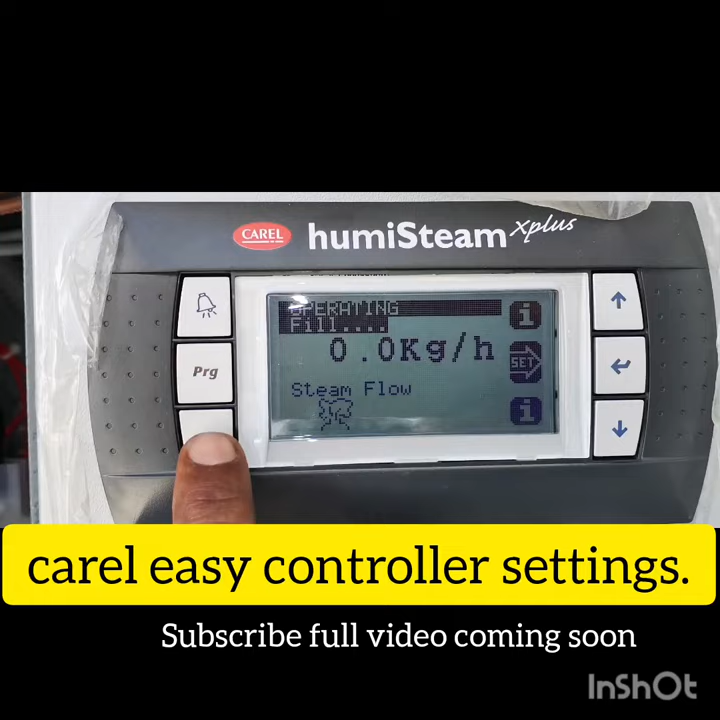 CAREL
humiSteam xplus
OPERATING
Fill....
0.0Kg/h
SET
Steam Flow
i
i
Prg
carel easy controller settings.
Subscribe full video coming soon
InShOt